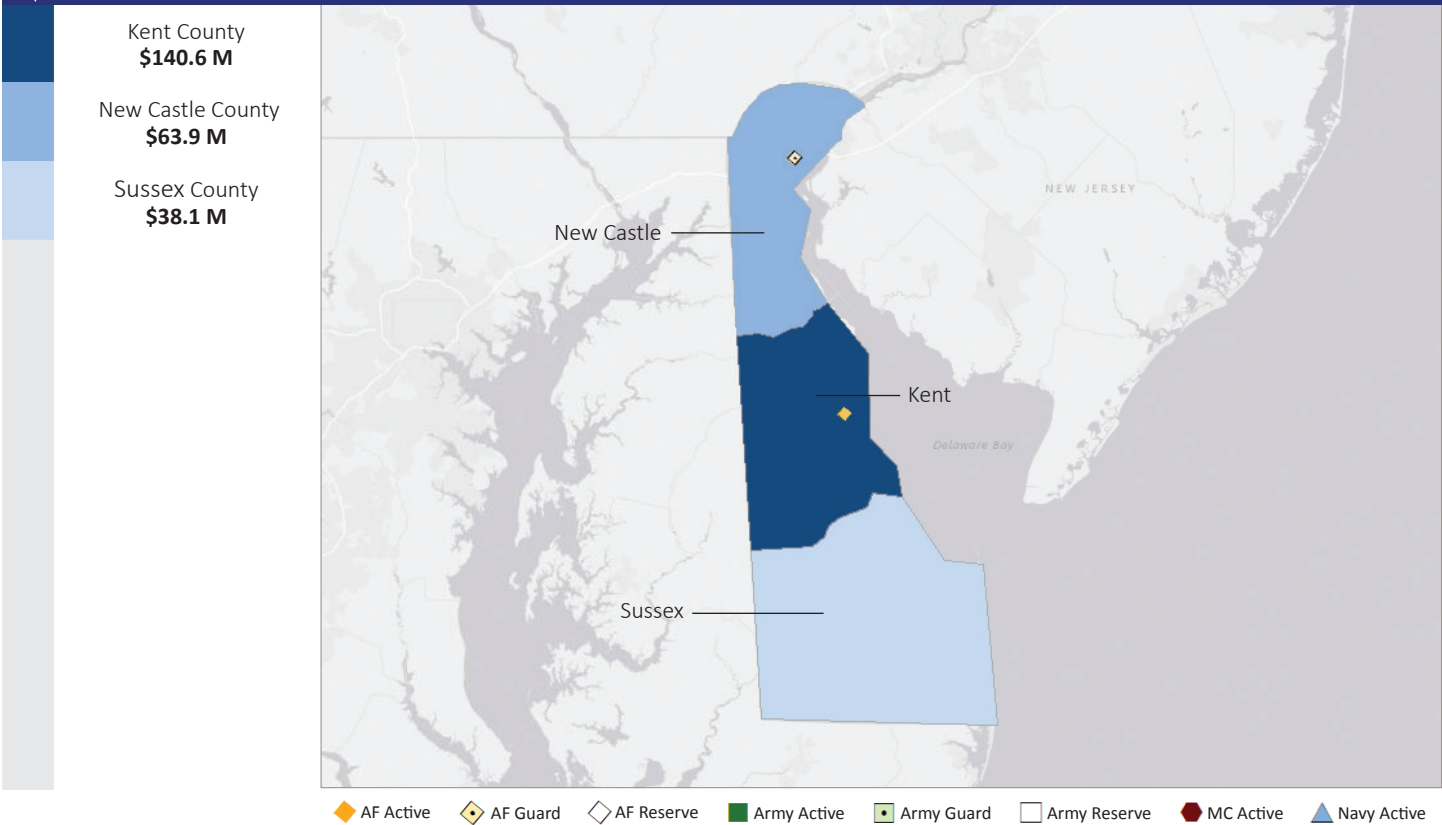 Kent County
$140.6 M
New Castle County
$63.9 M
Sussex County
$38.1 M
NEW JERSEY
New Castle
Kent
Delaware Bay
Sussex
AF Active
AF Guard
AF Reserve
Army Active
Army Guard
Army Reserve
MC Active
Navy Active